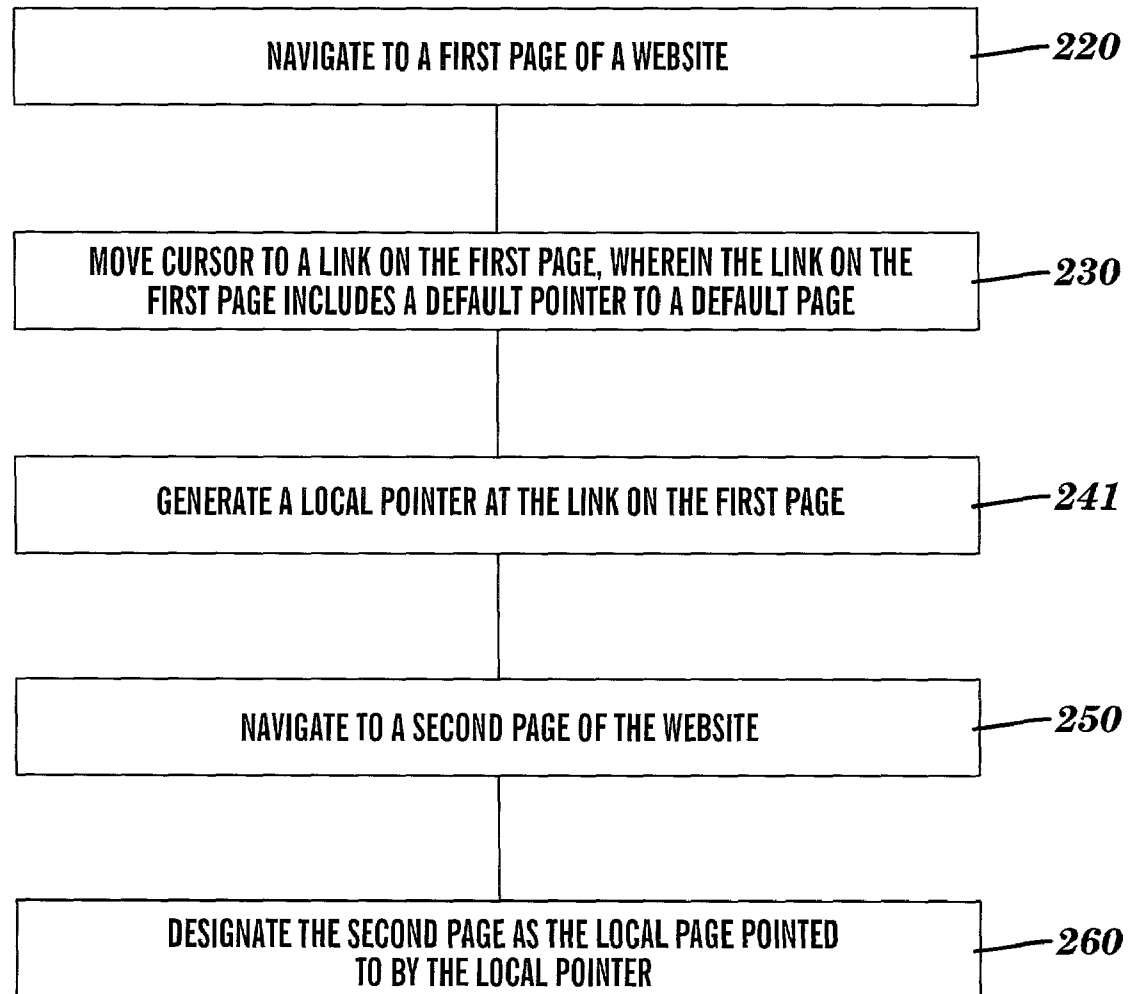 NAVIGATE TO A FIRST PAGE OF A WEBSITE
220
MOVE CURSOR TO A LINK ON THE FIRST PAGE, WHEREIN THE LINK ON THE
FIRST PAGE INCLUDES A DEFAULT POINTER TO A DEFAULT PAGE
230
GENERATE A LOCAL POINTER AT THE LINK ON THE FIRST PAGE
241
NAVIGATE TO A SECOND PAGE OF THE WEBSITE
250
DESIGNATE THE SECOND PAGE AS THE LOCAL PAGE POINTED
TO BY THE LOCAL POINTER
260